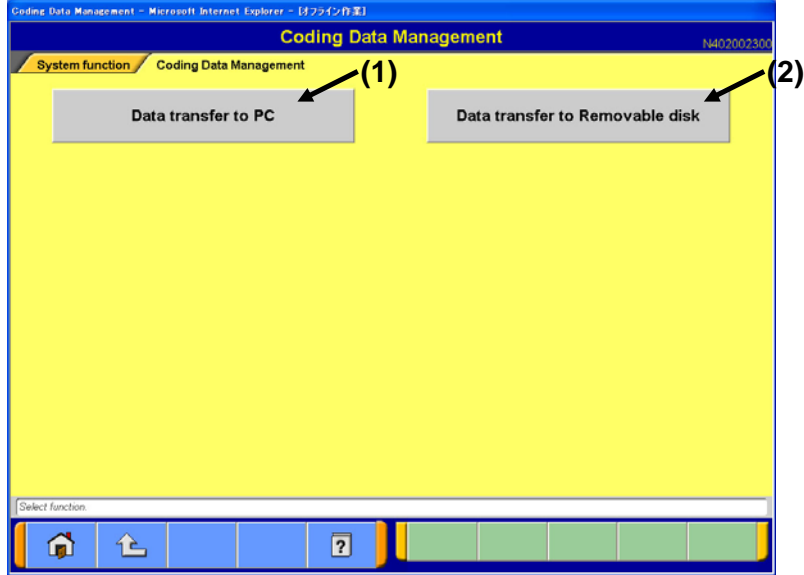 Coding Data Management - Microsoft Internet Explorer - [オフライン作業]
Coding Data Management
N402002300
System function
Coding Data Management
(1)
(2)
Data transfer to PC
Data transfer to Removable disk
Select function.
?